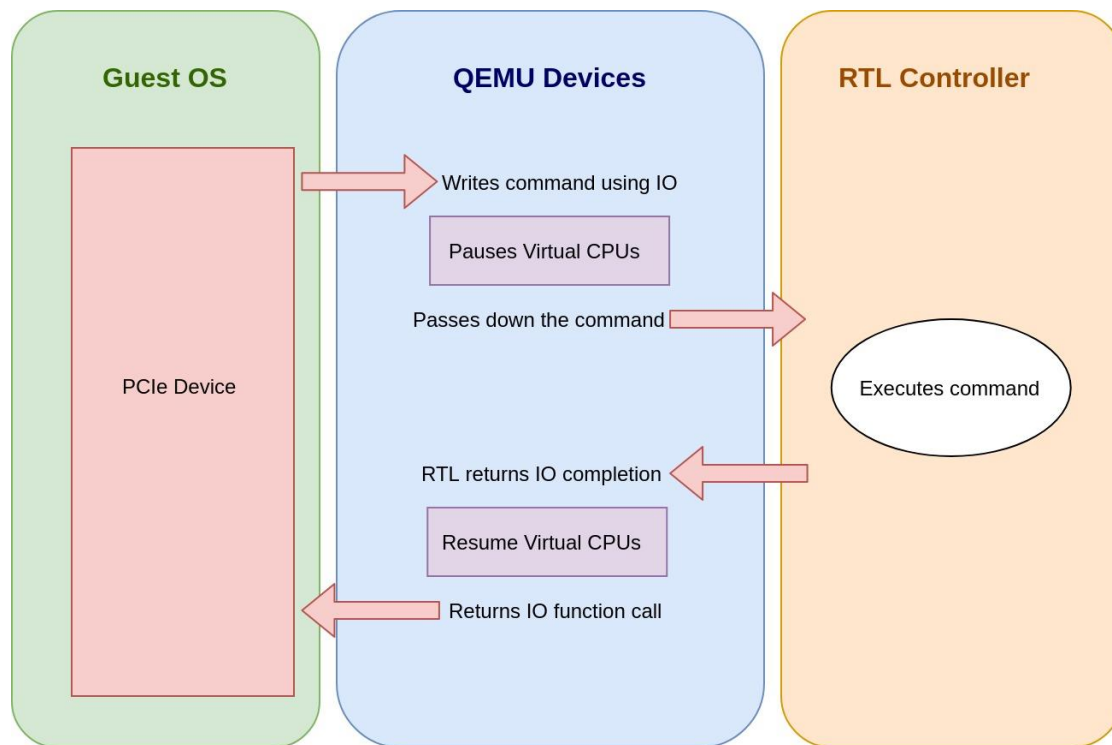 Guest OS
QEMU Devices
RTL Controller
Writes command using IO
Pauses Virtual CPUs
Passes down the command
PCIe Device
Executes command
RTL returns IO completion
Resume Virtual CPUs
Returns IO function call